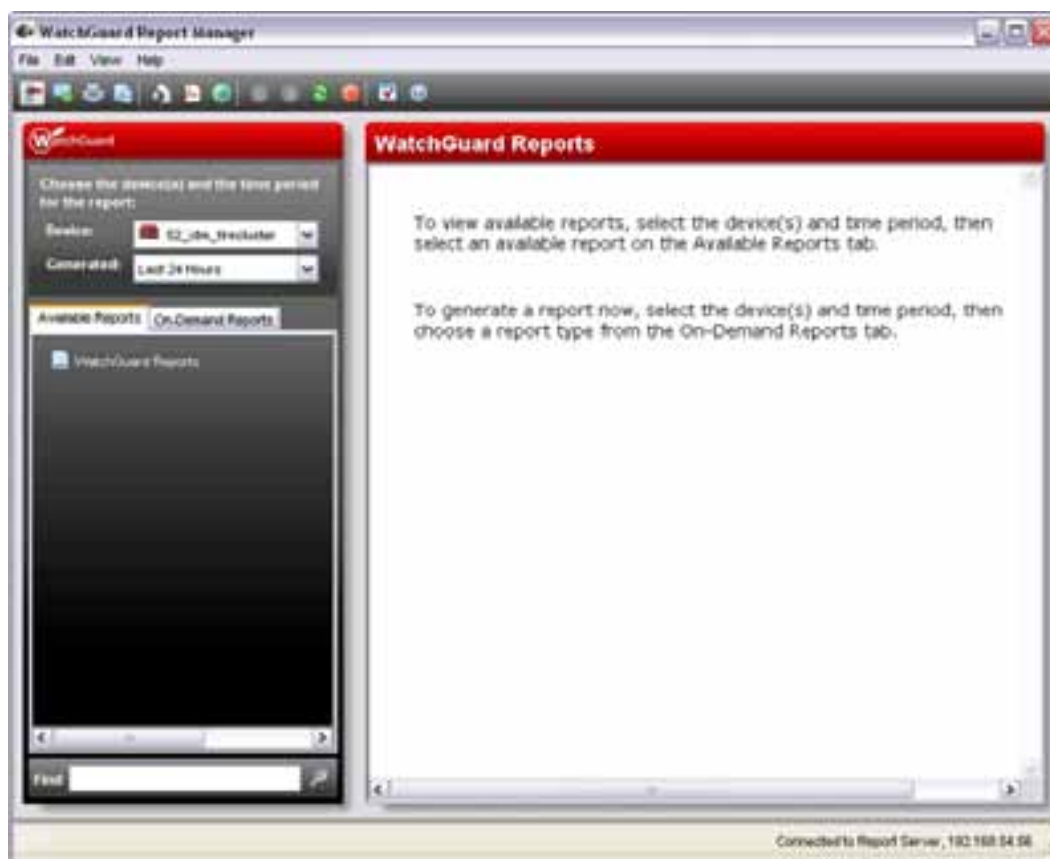 WatchGuard Report Manager
File Edit View Help
WatchGuard
Choose the device(s) and the time period
for the report:
Device:
Generated: Last 24 Hours
Available Reports On-Demand Reports
WatchGuard Reports
Find
WatchGuard Reports
To view available reports, select the device(s) and time period, then
select an available report on the Available Reports tab.
To generate a report now, select the device(s) and time period, then
choose a report type from the On-Demand Reports tab.
Connected to Report Server,